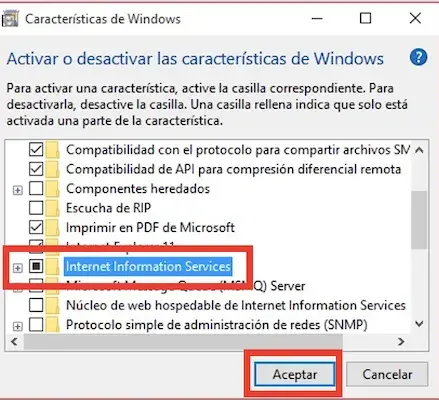 Características de Windows
Activar o desactivar las características de Windows
Para activar una característica, active la casilla correspondiente. Para
desactivarla, desactive la casilla. Una casilla rellena indica que solo está
activada una parte de la característica.
Compatibilidad con el protocolo para compartir archivos SM
Compatibilidad de API para compresión diferencial remota
Componentes heredados
Escucha de RIP
Imprimir en PDF de Microsoft
Internet Explorer 11
Internet Information Services
Microsoft Message Queue (MSMQ) Server
Núcleo de web hospedable de Internet Information Services
Protocolo simple de administración de redes (SNMP)
Aceptar
Cancelar